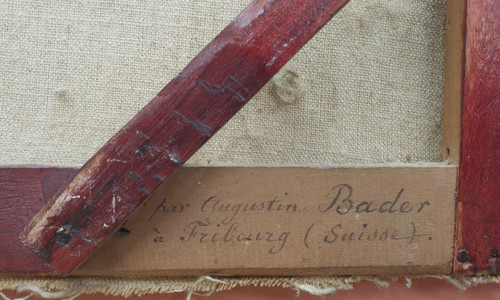 par Augustin Bader
à Fribourg (Suisse).